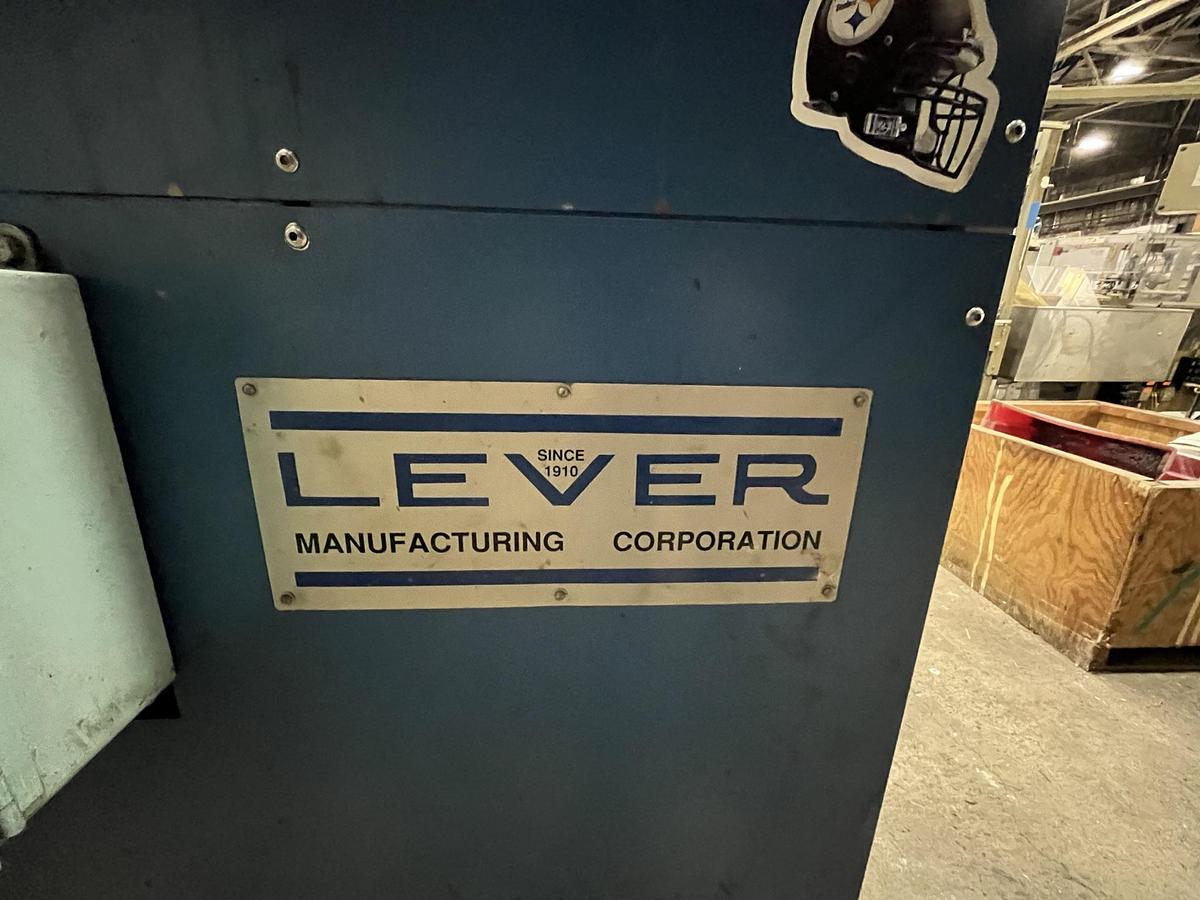 LEVER
SINCE
1910
MANUFACTURING CORPORATION